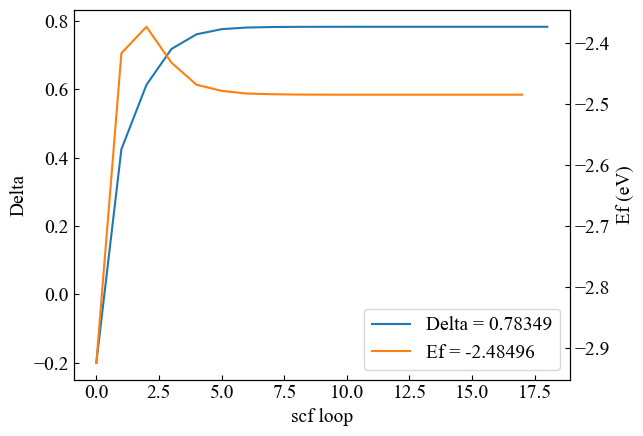 0.8
0.6
0.4
0.2
0.0
−0.2
Delta
−2.4
−2.5
−2.6
−2.7
−2.8
−2.9
Ef (eV)
Delta = 0.78349
Ef = -2.48496
0.0 2.5 5.0 7.5 10.0 12.5 15.0 17.5
scf loop